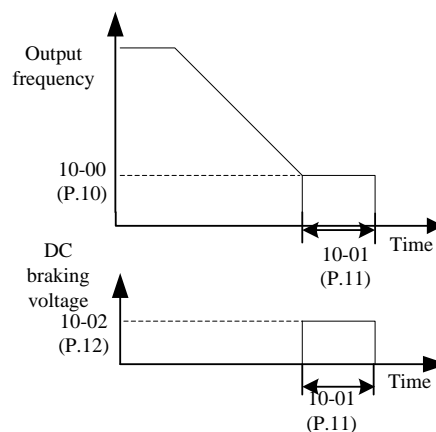 Output
frequency
10-00
(P.10)
Time
10-01
(P.11)
DC
braking
voltage
10-02
(P.12)
Time
10-01
(P.11)